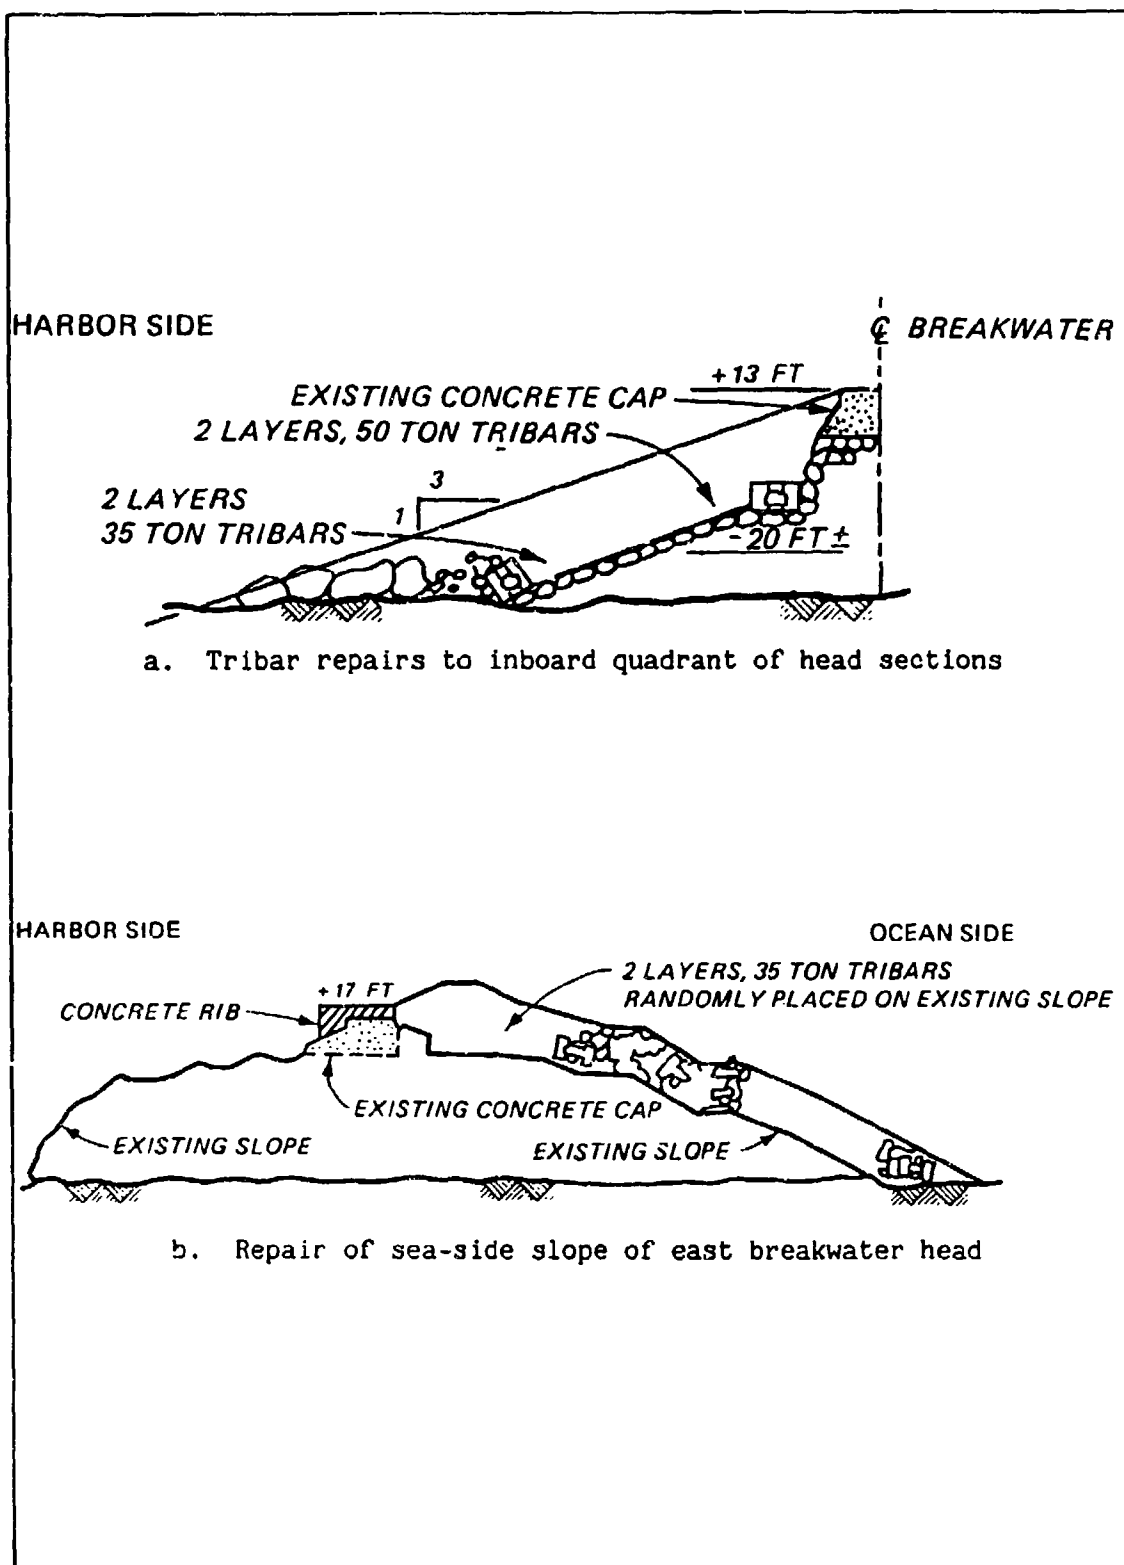 HARBOR SIDE
℄ BREAKWATER
+13 FT
EXISTING CONCRETE CAP
2 LAYERS, 50 TON TRIBARS
3
1
2 LAYERS
35 TON TRIBARS
-20 FT ±
a. Tribar repairs to inboard quadrant of head sections
HARBOR SIDE
OCEAN SIDE
2 LAYERS, 35 TON TRIBARS
RANDOMLY PLACED ON EXISTING SLOPE
+17 FT
CONCRETE RIB
EXISTING CONCRETE CAP
EXISTING SLOPE
EXISTING SLOPE
b. Repair of sea-side slope of east breakwater head